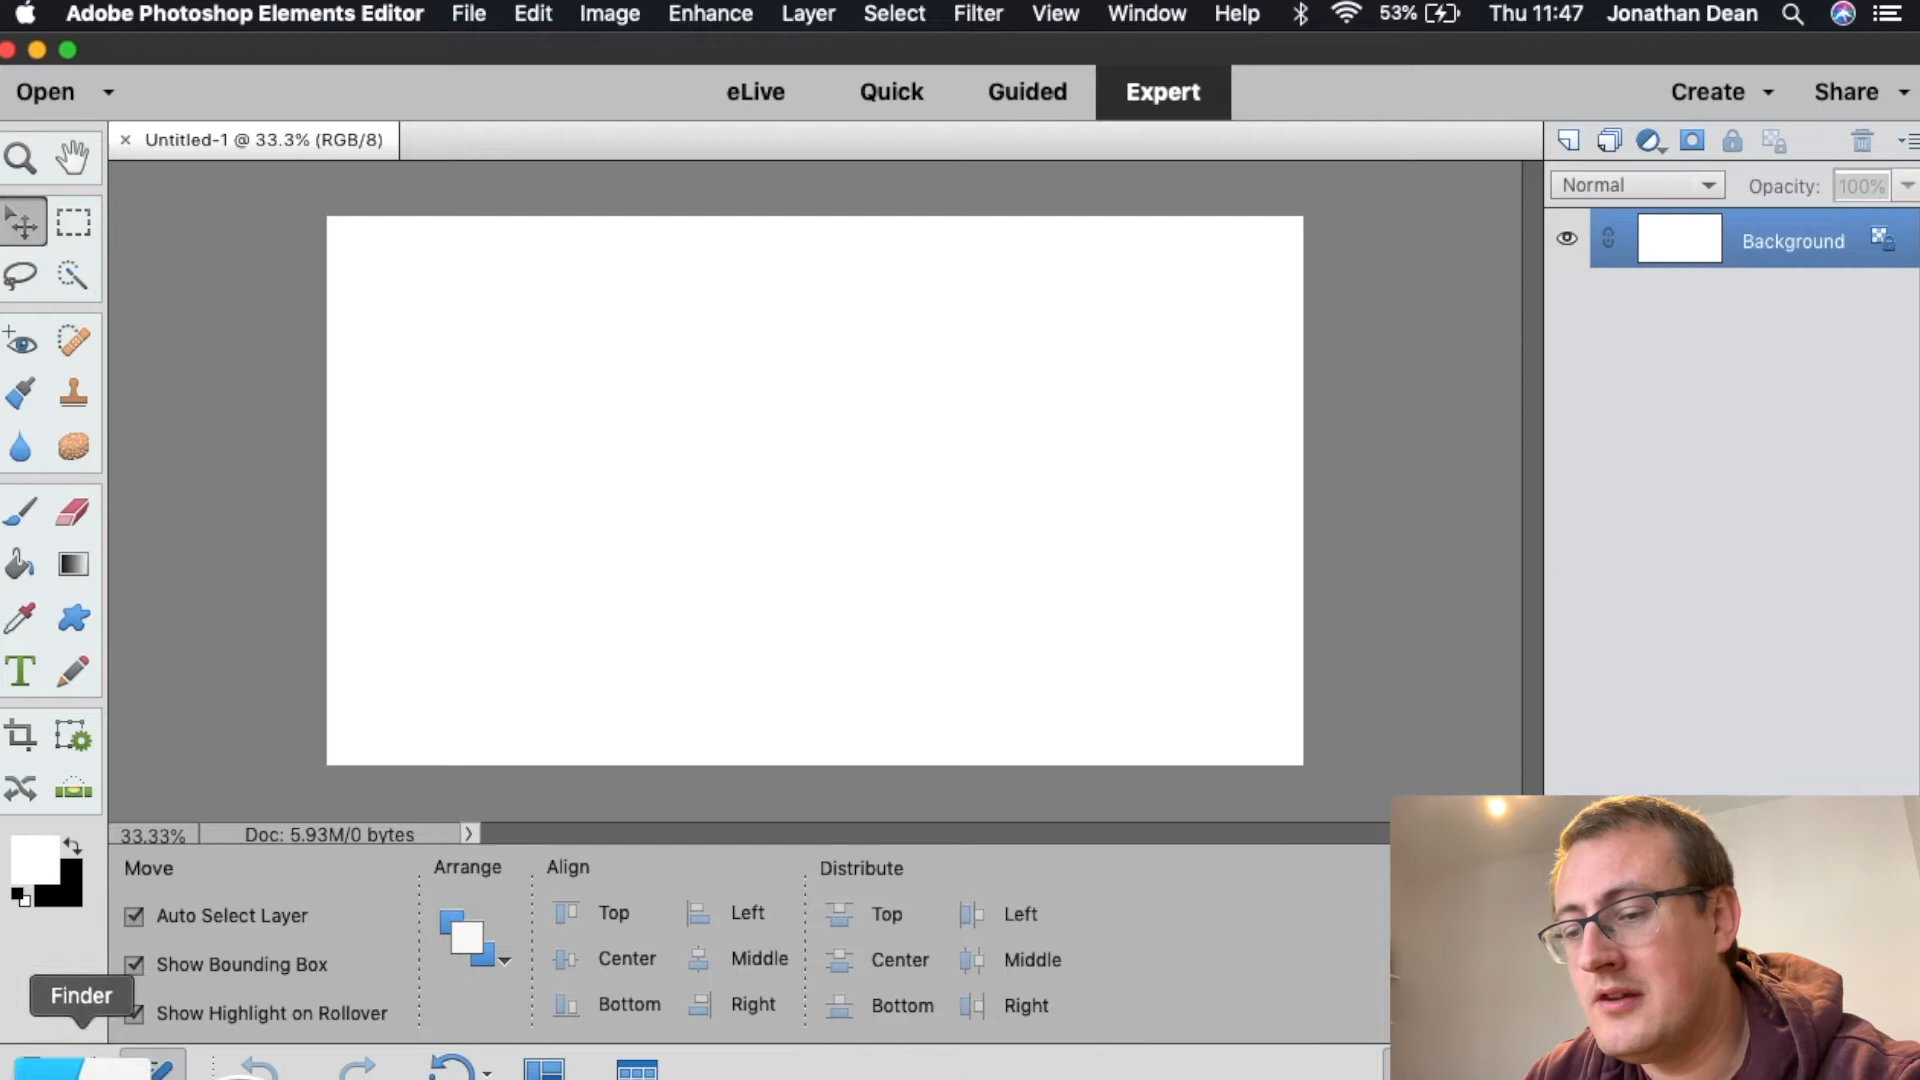 Adobe Photoshop Elements Editor File Edit Image Enhance Layer Select Filter View Window Help 53% Thu 11:47 Jonathan Dean
Open eLive Quick Guided Expert Create Share
× Untitled-1 @ 33.3% (RGB/8)
Normal Opacity: 100%
Background
T
33.33% Doc: 5.93M/0 bytes
Move Arrange Align Distribute
Auto Select Layer Top Left Top Left
Show Bounding Box Center Middle Center Middle
Finder
Show Highlight on Rollover Bottom Right Bottom Right